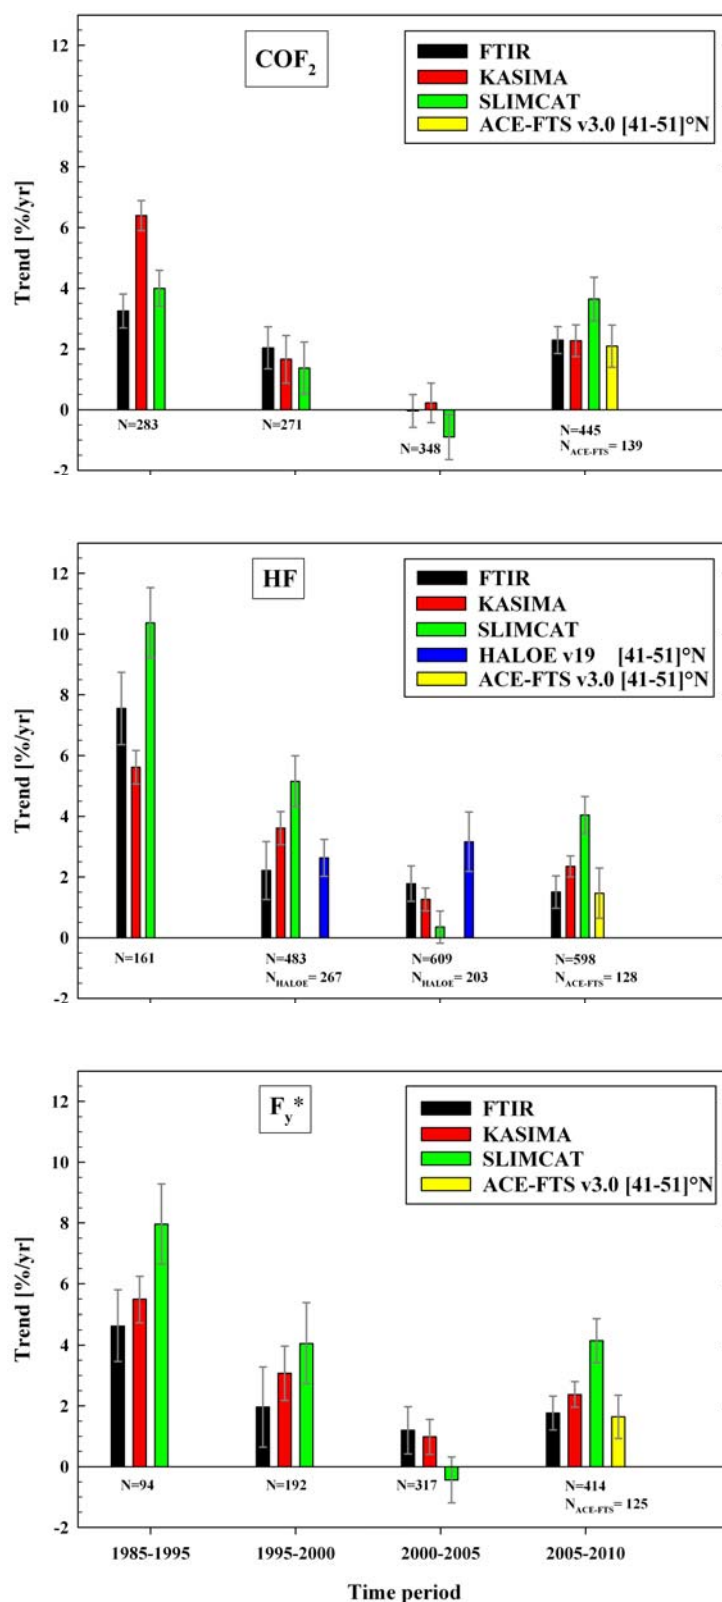 COF2
FTIR
KASIMA
SLIMCAT
ACE-FTS v3.0 [41-51]°N
Trend [%/yr]
12
10
8
6
4
2
0
-2
N=283
N=271
N=348
N=445
NACE-FTS= 139
HF
FTIR
KASIMA
SLIMCAT
HALOE v19 [41-51]°N
ACE-FTS v3.0 [41-51]°N
Trend [%/yr]
12
10
8
6
4
2
0
-2
N=161
N=483
NHALOE= 267
N=609
NHALOE= 203
N=598
NACE-FTS= 128
Fy*
FTIR
KASIMA
SLIMCAT
ACE-FTS v3.0 [41-51]°N
Trend [%/yr]
12
10
8
6
4
2
0
-2
N=94
N=192
N=317
N=414
NACE-FTS= 125
1985-1995 1995-2000 2000-2005 2005-2010
Time period